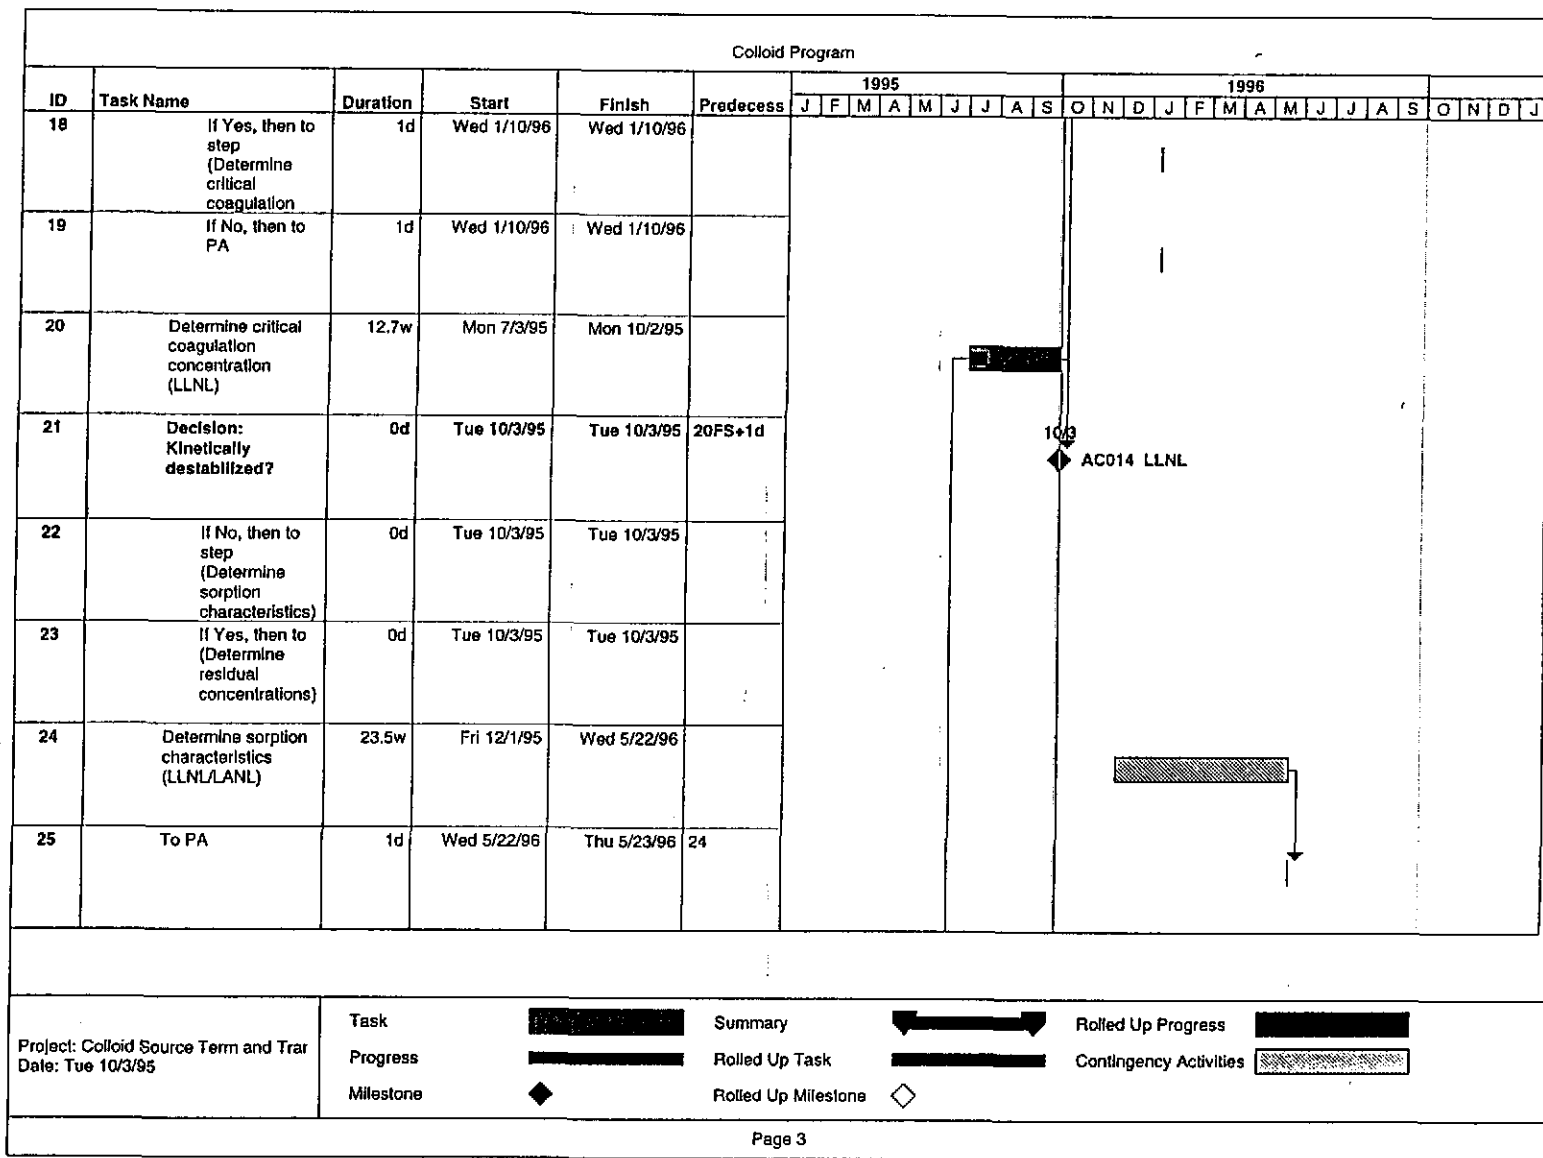 Colloid Program
1995 1996
ID Task Name Duration Start Finish Predecess J F M A M J J A S O N D J F M A M J J A S O N D J
18 If Yes, then to 1d Wed 1/10/96 Wed 1/10/96
step
(Determine
critical
coagulation
19 If No, then to 1d Wed 1/10/96 Wed 1/10/96
PA
20 Determine critical 12.7w Mon 7/3/95 Mon 10/2/95
coagulation
concentration
(LLNL)
21 Decision: 0d Tue 10/3/95 Tue 10/3/95 20FS+1d
Kinetically
destabilized?
10/3
AC014 LLNL
22 If No, then to 0d Tue 10/3/95 Tue 10/3/95
step
(Determine
sorption
characteristics)
23 If Yes, then to 0d Tue 10/3/95 Tue 10/3/95
(Determine
residual
concentrations)
24 Determine sorption 23.5w Fri 12/1/95 Wed 5/22/96
characteristics
(LLNL/LANL)
25 To PA 1d Wed 5/22/96 Thu 5/23/96 24
Project: Colloid Source Term and Trar
Date: Tue 10/3/95
Task Summary Rolled Up Progress
Progress Rolled Up Task Contingency Activities
Milestone Rolled Up Milestone
Page 3